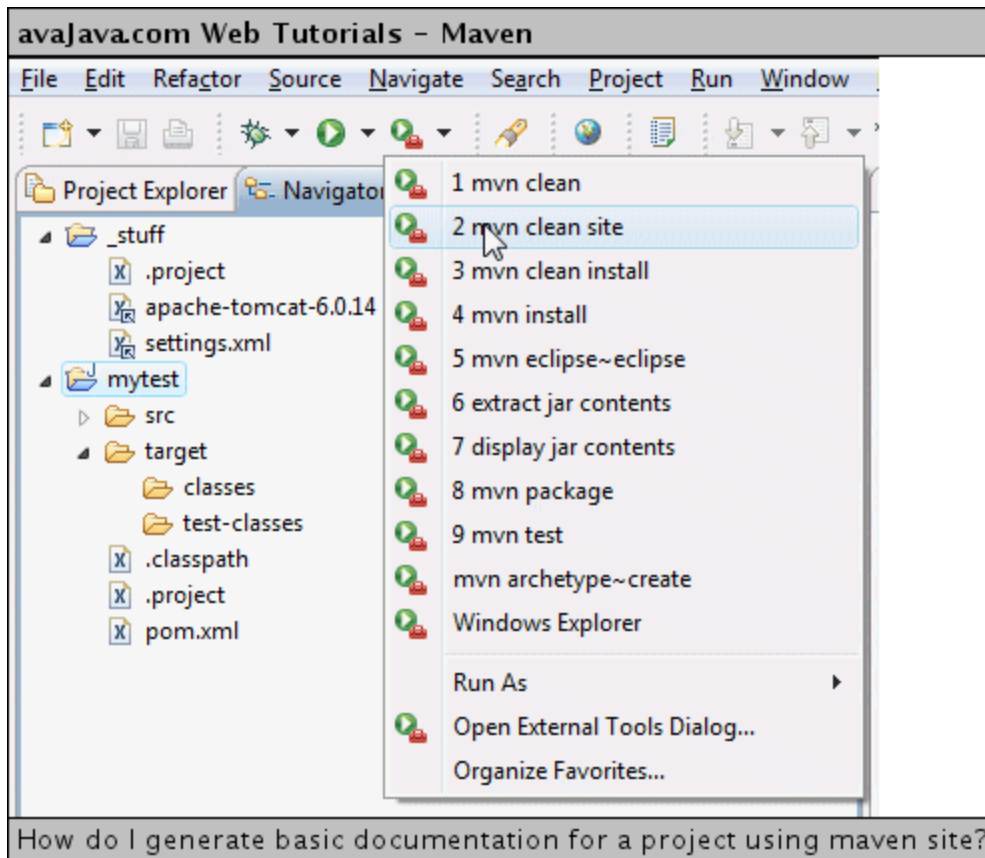 avaJava.com Web Tutorials - Maven
File Edit Refactor Source Navigate Search Project Run Window
Project Explorer Navigator
_stuff
.project
apache-tomcat-6.0.14
settings.xml
mytest
src
target
classes
test-classes
.classpath
.project
pom.xml
1 mvn clean
2 mvn clean site
3 mvn clean install
4 mvn install
5 mvn eclipse~eclipse
6 extract jar contents
7 display jar contents
8 mvn package
9 mvn test
mvn archetype~create
Windows Explorer
Run As
Open External Tools Dialog...
Organize Favorites...
How do I generate basic documentation for a project using maven site?